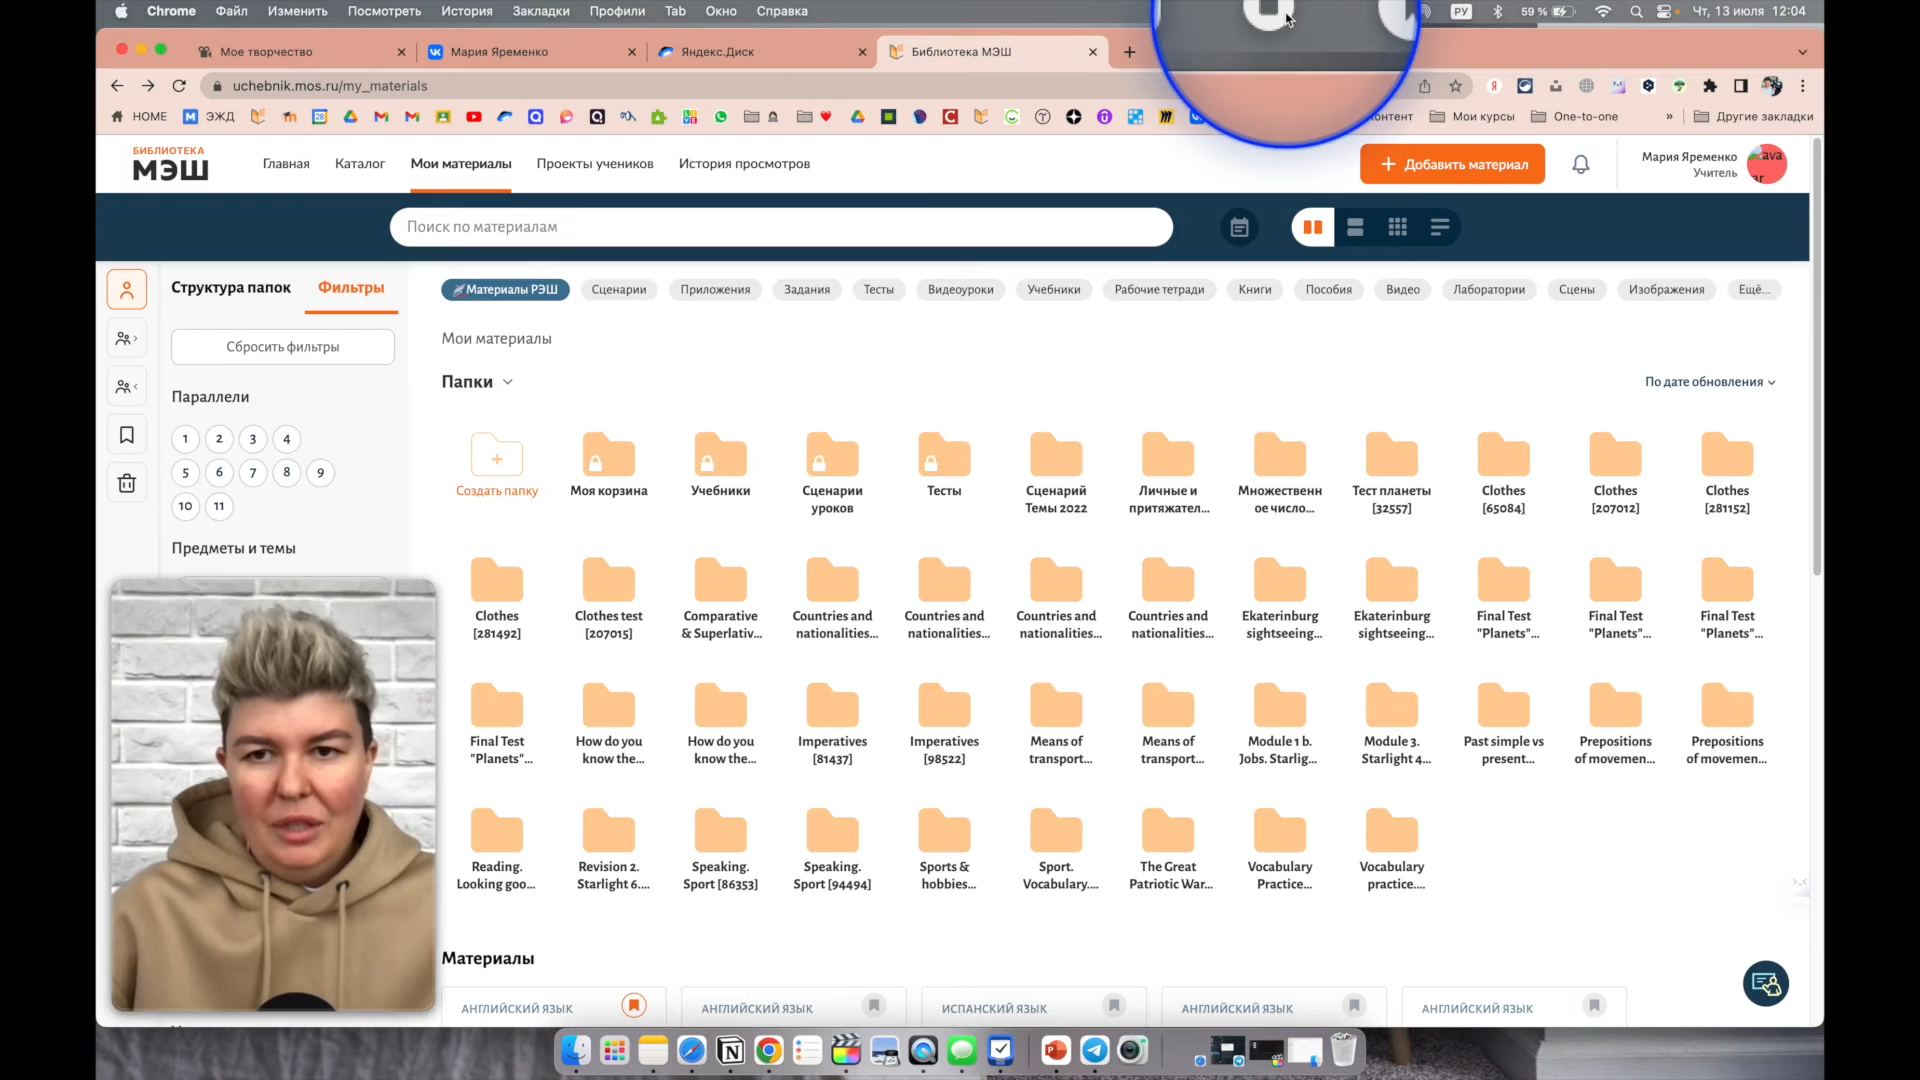 Chrome Файл Изменить Посмотреть История Закладки Профили Tab Окно Справка РУ 59 % Чт, 13 июля 12:04
Мое творчество Мария Яременко Яндекс.Диск Библиотека МЭШ
uchebnik.mos.ru/my_materials
HOME ЭЖД Мои курсы One-to-one » Другие закладки
БИБЛИОТЕКА
МЭШ
Главная Каталог Мои материалы Проекты учеников История просмотров
+ Добавить материал
Мария Яременко
Учитель
Поиск по материалам
Структура папок Фильтры
Материалы РЭШ Сценарии Приложения Задания Тесты Видеоуроки Учебники Рабочие тетради Книги Пособия Видео Лаборатории Сцены Изображения Ещё...
Сбросить фильтры
Мои материалы
Папки
По дате обновления
Параллели
1 2 3 4
5 6 7 8 9
10 11
Предметы и темы
Создать папку
Моя корзина
Учебники
Сценарии
уроков
Тесты
Сценарий
Темы 2022
Личные и
притяжател...
Множественн
ое число...
Тест планеты
[32557]
Clothes
[65084]
Clothes
[207012]
Clothes
[281152]
Clothes
[281492]
Clothes test
[207015]
Comparative
& Superlativ...
Countries and
nationalities...
Countries and
nationalities...
Countries and
nationalities...
Countries and
nationalities...
Ekaterinburg
sightseeing...
Ekaterinburg
sightseeing...
Final Test
"Planets"...
Final Test
"Planets"...
Final Test
"Planets"...
Final Test
"Planets"...
How do you
know the...
How do you
know the...
Imperatives
[81437]
Imperatives
[98522]
Means of
transport...
Means of
transport...
Module 1 b.
Jobs. Starlig...
Module 3.
Starlight 4...
Past simple vs
present...
Prepositions
of movemen...
Prepositions
of movemen...
Reading.
Looking goo...
Revision 2.
Starlight 6....
Speaking.
Sport [86353]
Speaking.
Sport [94494]
Sports &
hobbies...
Sport.
Vocabulary....
The Great
Patriotic War...
Vocabulary
Practice...
Vocabulary
practice....
Материалы
АНГЛИЙСКИЙ ЯЗЫК АНГЛИЙСКИЙ ЯЗЫК ИСПАНСКИЙ ЯЗЫК АНГЛИЙСКИЙ ЯЗЫК АНГЛИЙСКИЙ ЯЗЫК